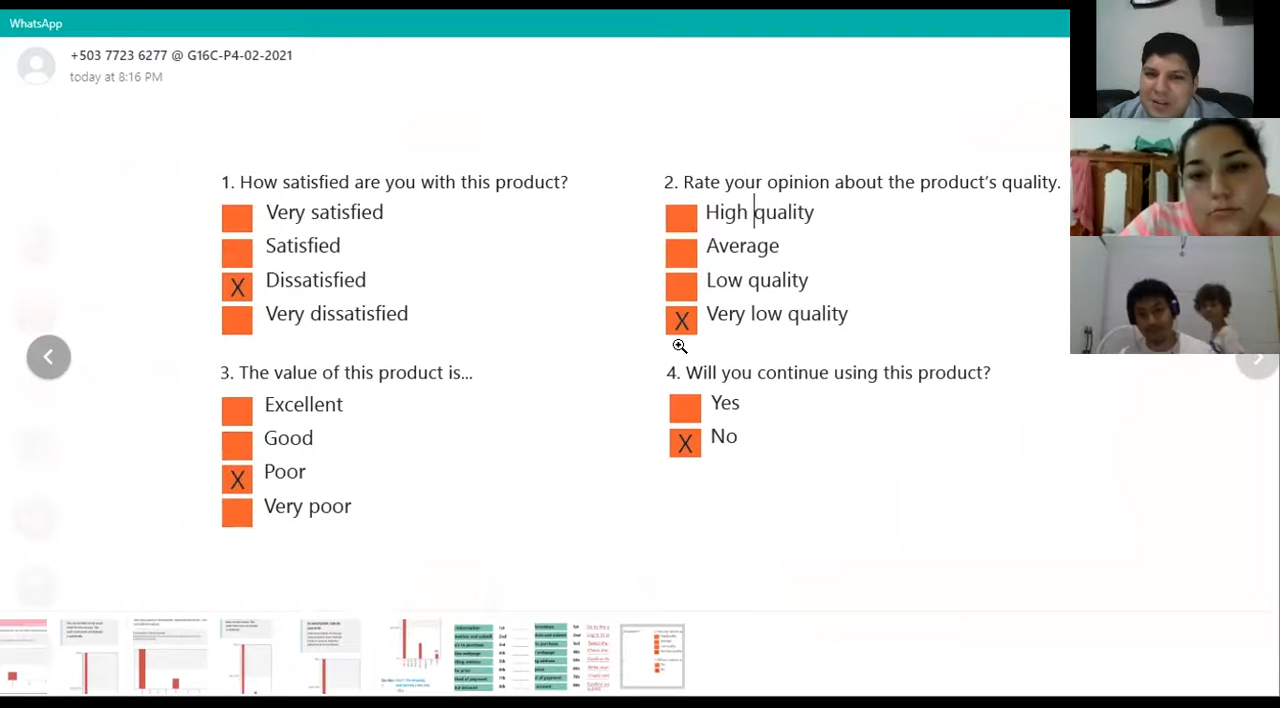 WhatsApp
+503 7723 6277 @ G16C-P4-02-2021
today at 8:16 PM
1. How satisfied are you with this product?
Very satisfied
Satisfied
X Dissatisfied
Very dissatisfied
2. Rate your opinion about the product's quality.
High quality
Average
Low quality
X Very low quality
3. The value of this product is...
Excellent
Good
X Poor
Very poor
4. Will you continue using this product?
Yes
X No